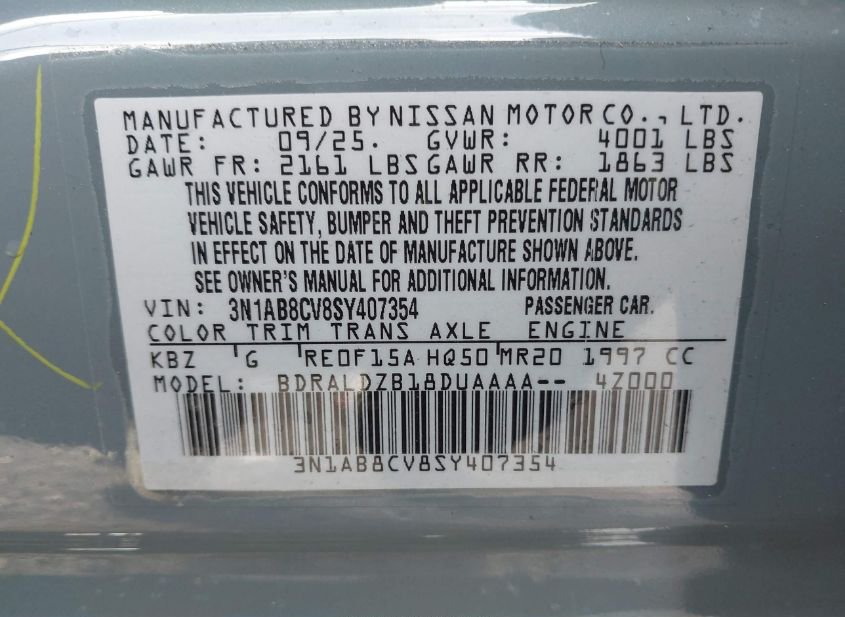 MANUFACTURED BY NISSAN MOTOR CO., LTD.
DATE: 09/25. GVWR: 4001 LBS
GAWR FR: 2161 LBS GAWR RR: 1863 LBS
THIS VEHICLE CONFORMS TO ALL APPLICABLE FEDERAL MOTOR
VEHICLE SAFETY, BUMPER AND THEFT PREVENTION STANDARDS
IN EFFECT ON THE DATE OF MANUFACTURE SHOWN ABOVE.
SEE OWNER'S MANUAL FOR ADDITIONAL INFORMATION.
VIN: 3N1AB8CV8SY407354 PASSENGER CAR.
COLOR TRIM TRANS AXLE ENGINE
KBZ G RE0F15A HQ50 MR20 1997 CC
MODEL: BDRALDZB18DUAAAA-- 4Z000
3N1AB8CV8SY407354